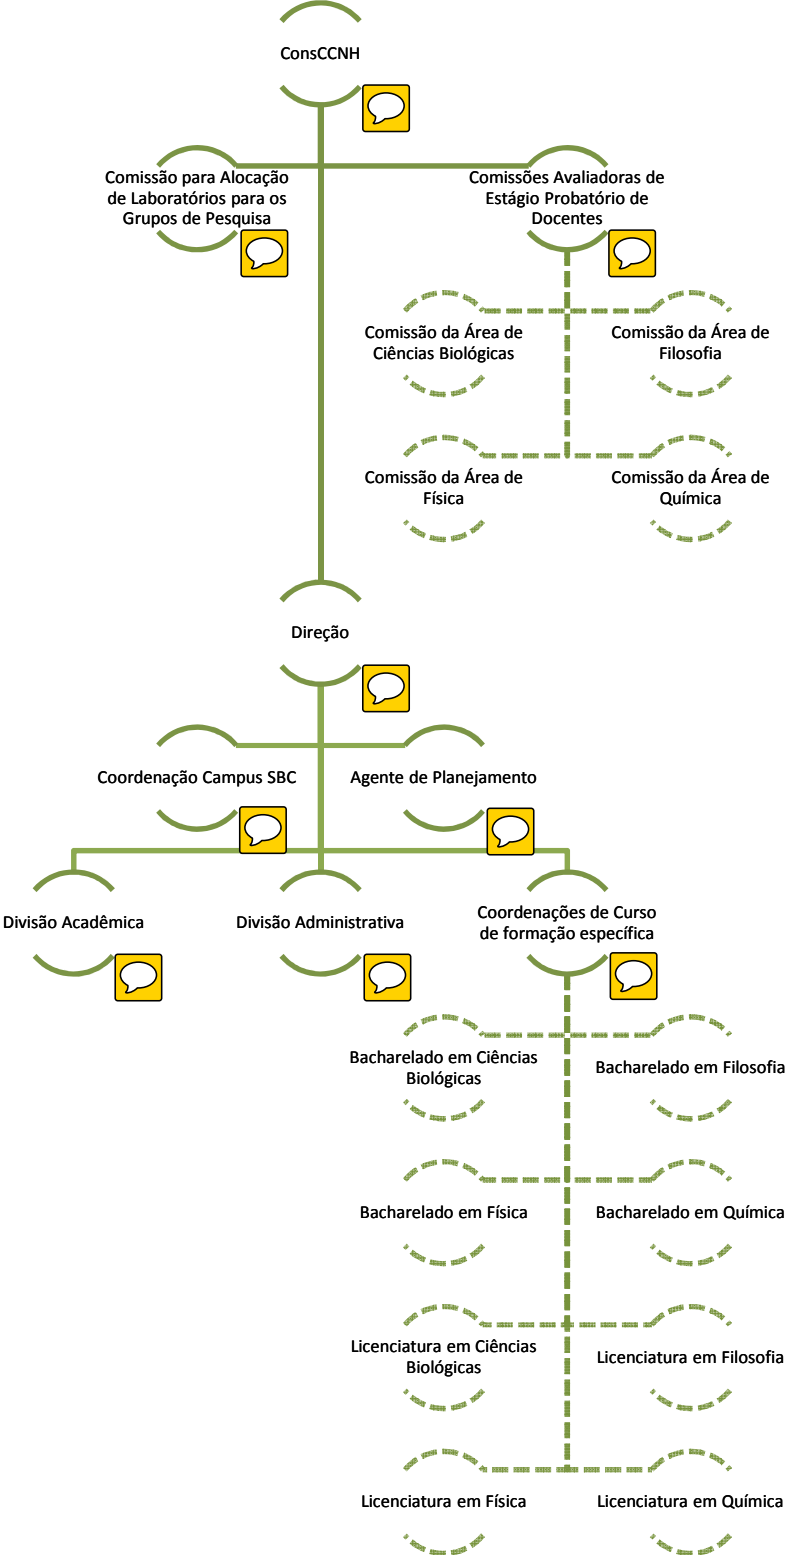 ConsCCNH
Comissão para Alocação
de Laboratórios para os
Grupos de Pesquisa
Comissões Avaliadoras de
Estágio Probatório de
Docentes
Comissão da Área de
Ciências Biológicas
Comissão da Área de
Filosofia
Comissão da Área de
Física
Comissão da Área de
Química
Direção
Coordenação Campus SBC
Agente de Planejamento
Divisão Acadêmica
Divisão Administrativa
Coordenações de Curso
de formação específica
Bacharelado em Ciências
Biológicas
Bacharelado em Filosofia
Bacharelado em Física
Bacharelado em Química
Licenciatura em Ciências
Biológicas
Licenciatura em Filosofia
Licenciatura em Física
Licenciatura em Química